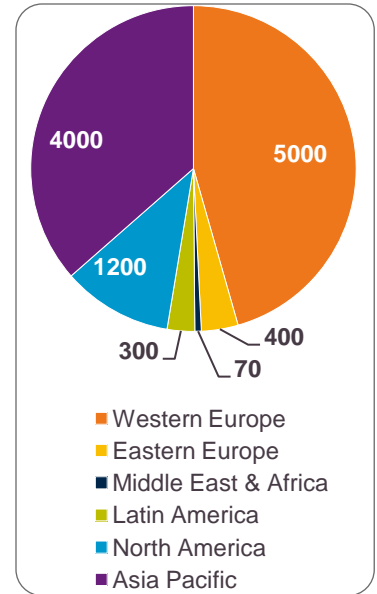 4000
5000
1200
300
70
400
Western Europe
Eastern Europe
Middle East & Africa
Latin America
North America
Asia Pacific